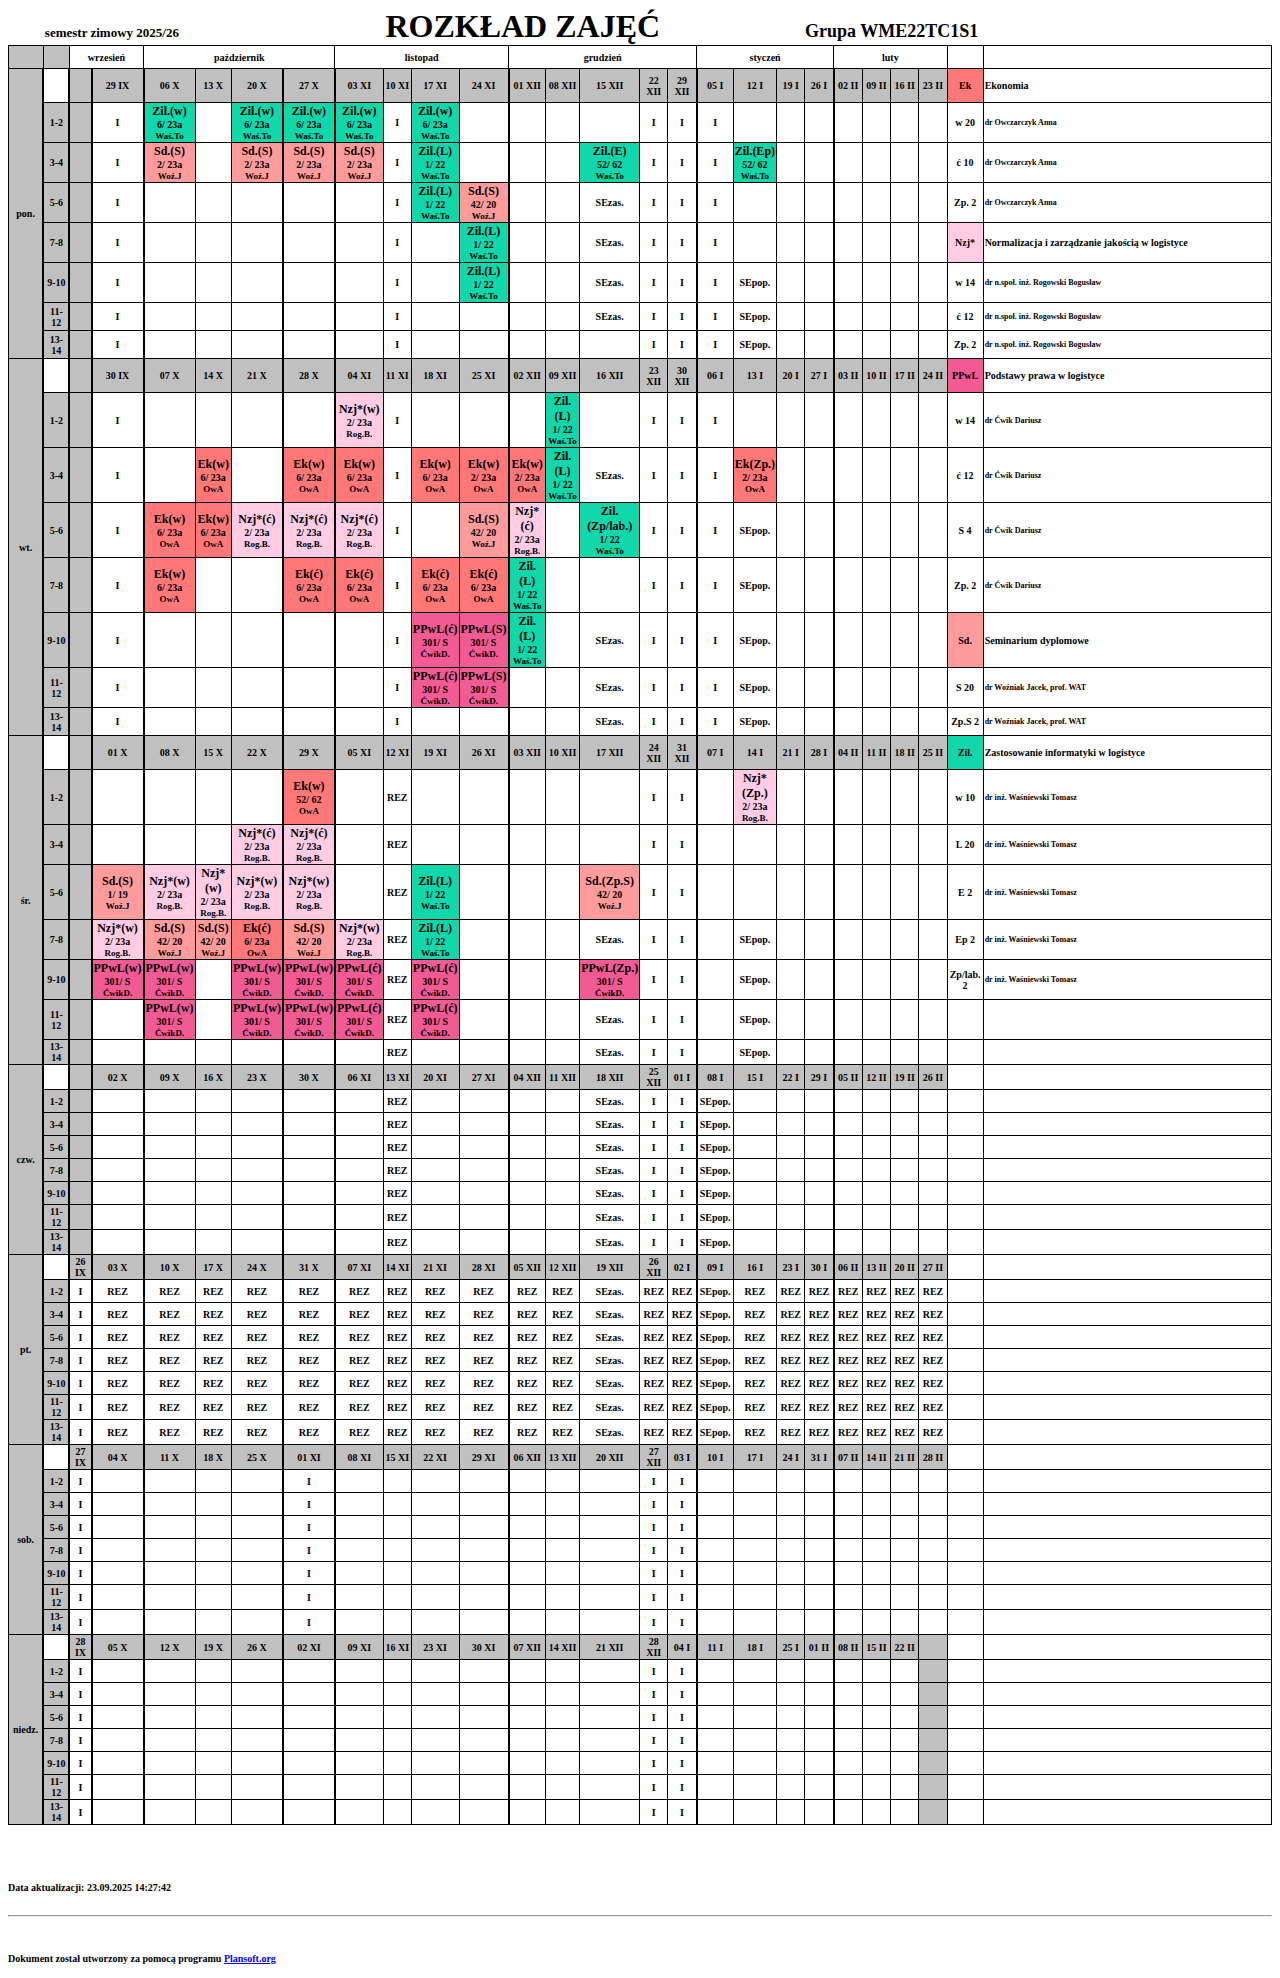 semestr zimowy 2025/26 ROZKŁAD ZAJĘĆ Grupa WME22TC1S1
wrzesień październik listopad grudzień styczeń luty
pon. 29 IX 06 X 13 X 20 X 27 X 03 XI 10 XI 17 XI 24 XI 01 XII 08 XII 15 XII 22 XII 29 XII 05 I 12 I 19 I 26 I 02 II 09 II 16 II 23 II Ek Ekonomia
1-2 I Zil.(w) 6/ 23a Waś.To Zil.(w) 6/ 23a Waś.To Zil.(w) 6/ 23a Waś.To Zil.(w) 6/ 23a Waś.To I Zil.(w) 6/ 23a Waś.To I I I w 20 dr Owczarczyk Anna
3-4 I Sd.(S) 2/ 23a Woź.J Sd.(S) 2/ 23a Woź.J Sd.(S) 2/ 23a Woź.J Sd.(S) 2/ 23a Woź.J I Zil.(L) 1/ 22 Waś.To Zil.(E) 52/ 62 Waś.To I I I Zil.(Ep) 52/ 62 Waś.To ć 10 dr Owczarczyk Anna
5-6 I I Zil.(L) 1/ 22 Waś.To Sd.(S) 42/ 20 Woź.J SEzas. I I I Zp. 2 dr Owczarczyk Anna
7-8 I I Zil.(L) 1/ 22 Waś.To SEzas. I I I Nzj* Normalizacja i zarządzanie jakością w logistyce
9-10 I I Zil.(L) 1/ 22 Waś.To SEzas. I I I SEpop. w 14 dr n.społ. inż. Rogowski Bogusław
11-12 I I SEzas. I I I SEpop. ć 12 dr n.społ. inż. Rogowski Bogusław
13-14 I I I I I SEpop. Zp. 2 dr n.społ. inż. Rogowski Bogusław
wt. 30 IX 07 X 14 X 21 X 28 X 04 XI 11 XI 18 XI 25 XI 02 XII 09 XII 16 XII 23 XII 30 XII 06 I 13 I 20 I 27 I 03 II 10 II 17 II 24 II PPwL Podstawy prawa w logistyce
1-2 I Nzj*(w) 2/ 23a Rog.B. I Zil.(L) 1/ 22 Waś.To I I I w 14 dr Ćwik Dariusz
3-4 I Ek(w) 6/ 23a OwA Ek(w) 6/ 23a OwA Ek(w) 6/ 23a OwA I Ek(w) 6/ 23a OwA Ek(w) 2/ 23a OwA Ek(w) 2/ 23a OwA Zil.(L) 1/ 22 Waś.To SEzas. I I I Ek(Zp.) 2/ 23a OwA ć 12 dr Ćwik Dariusz
5-6 I Ek(w) 6/ 23a OwA Ek(w) 6/ 23a OwA Nzj*(ć) 2/ 23a Rog.B. Nzj*(ć) 2/ 23a Rog.B. Nzj*(ć) 2/ 23a Rog.B. I Sd.(S) 42/ 20 Woź.J Nzj*(ć) 2/ 23a Rog.B. Zil.(Zp/lab.) 1/ 22 Waś.To I I I SEpop. S 4 dr Ćwik Dariusz
7-8 I Ek(w) 6/ 23a OwA Ek(ć) 6/ 23a OwA Ek(ć) 6/ 23a OwA I Ek(ć) 6/ 23a OwA Ek(ć) 6/ 23a OwA Zil.(L) 1/ 22 Waś.To I I I SEpop. Zp. 2 dr Ćwik Dariusz
9-10 I I PPwL(ć) 301/ S ĆwikD. PPwL(S) 301/ S ĆwikD. Zil.(L) 1/ 22 Waś.To SEzas. I I I SEpop. Sd. Seminarium dyplomowe
11-12 I I PPwL(ć) 301/ S ĆwikD. PPwL(S) 301/ S ĆwikD. SEzas. I I I SEpop. S 20 dr Woźniak Jacek, prof. WAT
13-14 I I SEzas. I I I SEpop. Zp.S 2 dr Woźniak Jacek, prof. WAT
śr. 01 X 08 X 15 X 22 X 29 X 05 XI 12 XI 19 XI 26 XI 03 XII 10 XII 17 XII 24 XII 31 XII 07 I 14 I 21 I 28 I 04 II 11 II 18 II 25 II Zil. Zastosowanie informatyki w logistyce
1-2 Ek(w) 52/ 62 OwA REZ I I Nzj*(Zp.) 2/ 23a Rog.B. w 10 dr inż. Waśniewski Tomasz
3-4 Nzj*(ć) 2/ 23a Rog.B. Nzj*(ć) 2/ 23a Rog.B. REZ I I L 20 dr inż. Waśniewski Tomasz
5-6 Sd.(S) 1/ 19 Woź.J Nzj*(w) 2/ 23a Rog.B. Nzj*(w) 2/ 23a Rog.B. Nzj*(w) 2/ 23a Rog.B. Nzj*(w) 2/ 23a Rog.B. REZ Zil.(L) 1/ 22 Waś.To Sd.(Zp.S) 42/ 20 Woź.J I I E 2 dr inż. Waśniewski Tomasz
7-8 Nzj*(w) 2/ 23a Rog.B. Sd.(S) 42/ 20 Woź.J Sd.(S) 42/ 20 Woź.J Ek(ć) 6/ 23a OwA Sd.(S) 42/ 20 Woź.J Nzj*(w) 2/ 23a Rog.B. REZ Zil.(L) 1/ 22 Waś.To SEzas. I I SEpop. Ep 2 dr inż. Waśniewski Tomasz
9-10 PPwL(w) 301/ S ĆwikD. PPwL(w) 301/ S ĆwikD. PPwL(w) 301/ S ĆwikD. PPwL(w) 301/ S ĆwikD. PPwL(ć) 301/ S ĆwikD. REZ PPwL(ć) 301/ S ĆwikD. PPwL(Zp.) 301/ S ĆwikD. I I SEpop. Zp/lab. 2 dr inż. Waśniewski Tomasz
11-12 PPwL(w) 301/ S ĆwikD. PPwL(w) 301/ S ĆwikD. PPwL(w) 301/ S ĆwikD. PPwL(ć) 301/ S ĆwikD. REZ PPwL(ć) 301/ S ĆwikD. SEzas. I I SEpop.
13-14 REZ SEzas. I I SEpop.
czw. 02 X 09 X 16 X 23 X 30 X 06 XI 13 XI 20 XI 27 XI 04 XII 11 XII 18 XII 25 XII 01 I 08 I 15 I 22 I 29 I 05 II 12 II 19 II 26 II
1-2 REZ SEzas. I I SEpop.
3-4 REZ SEzas. I I SEpop.
5-6 REZ SEzas. I I SEpop.
7-8 REZ SEzas. I I SEpop.
9-10 REZ SEzas. I I SEpop.
11-12 REZ SEzas. I I SEpop.
13-14 REZ SEzas. I I SEpop.
pt. 26 IX 03 X 10 X 17 X 24 X 31 X 07 XI 14 XI 21 XI 28 XI 05 XII 12 XII 19 XII 26 XII 02 I 09 I 16 I 23 I 30 I 06 II 13 II 20 II 27 II
1-2 I REZ REZ REZ REZ REZ REZ REZ REZ REZ REZ REZ SEzas. REZ REZ SEpop. REZ REZ REZ REZ REZ REZ REZ
3-4 I REZ REZ REZ REZ REZ REZ REZ REZ REZ REZ REZ SEzas. REZ REZ SEpop. REZ REZ REZ REZ REZ REZ REZ
5-6 I REZ REZ REZ REZ REZ REZ REZ REZ REZ REZ REZ SEzas. REZ REZ SEpop. REZ REZ REZ REZ REZ REZ REZ
7-8 I REZ REZ REZ REZ REZ REZ REZ REZ REZ REZ REZ SEzas. REZ REZ SEpop. REZ REZ REZ REZ REZ REZ REZ
9-10 I REZ REZ REZ REZ REZ REZ REZ REZ REZ REZ REZ SEzas. REZ REZ SEpop. REZ REZ REZ REZ REZ REZ REZ
11-12 I REZ REZ REZ REZ REZ REZ REZ REZ REZ REZ REZ SEzas. REZ REZ SEpop. REZ REZ REZ REZ REZ REZ REZ
13-14 I REZ REZ REZ REZ REZ REZ REZ REZ REZ REZ REZ SEzas. REZ REZ SEpop. REZ REZ REZ REZ REZ REZ REZ
sob. 27 IX 04 X 11 X 18 X 25 X 01 XI 08 XI 15 XI 22 XI 29 XI 06 XII 13 XII 20 XII 27 XII 03 I 10 I 17 I 24 I 31 I 07 II 14 II 21 II 28 II
1-2 I I I I
3-4 I I I I
5-6 I I I I
7-8 I I I I
9-10 I I I I
11-12 I I I I
13-14 I I I I
niedz. 28 IX 05 X 12 X 19 X 26 X 02 XI 09 XI 16 XI 23 XI 30 XI 07 XII 14 XII 21 XII 28 XII 04 I 11 I 18 I 25 I 01 II 08 II 15 II 22 II
1-2 I I I
3-4 I I I
5-6 I I I
7-8 I I I
9-10 I I I
11-12 I I I
13-14 I I I
Data aktualizacji: 23.09.2025 14:27:42
Dokument został utworzony za pomocą programu Plansoft.org